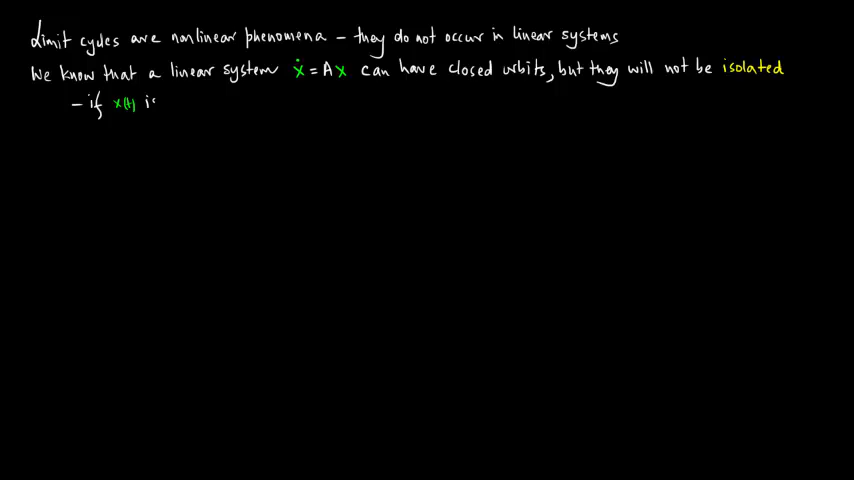 Limit cycles are nonlinear phenomena – they do not occur in linear systems
We know that a linear system ẋ = A x can have closed orbits, but they will not be isolated
– if x(t) is